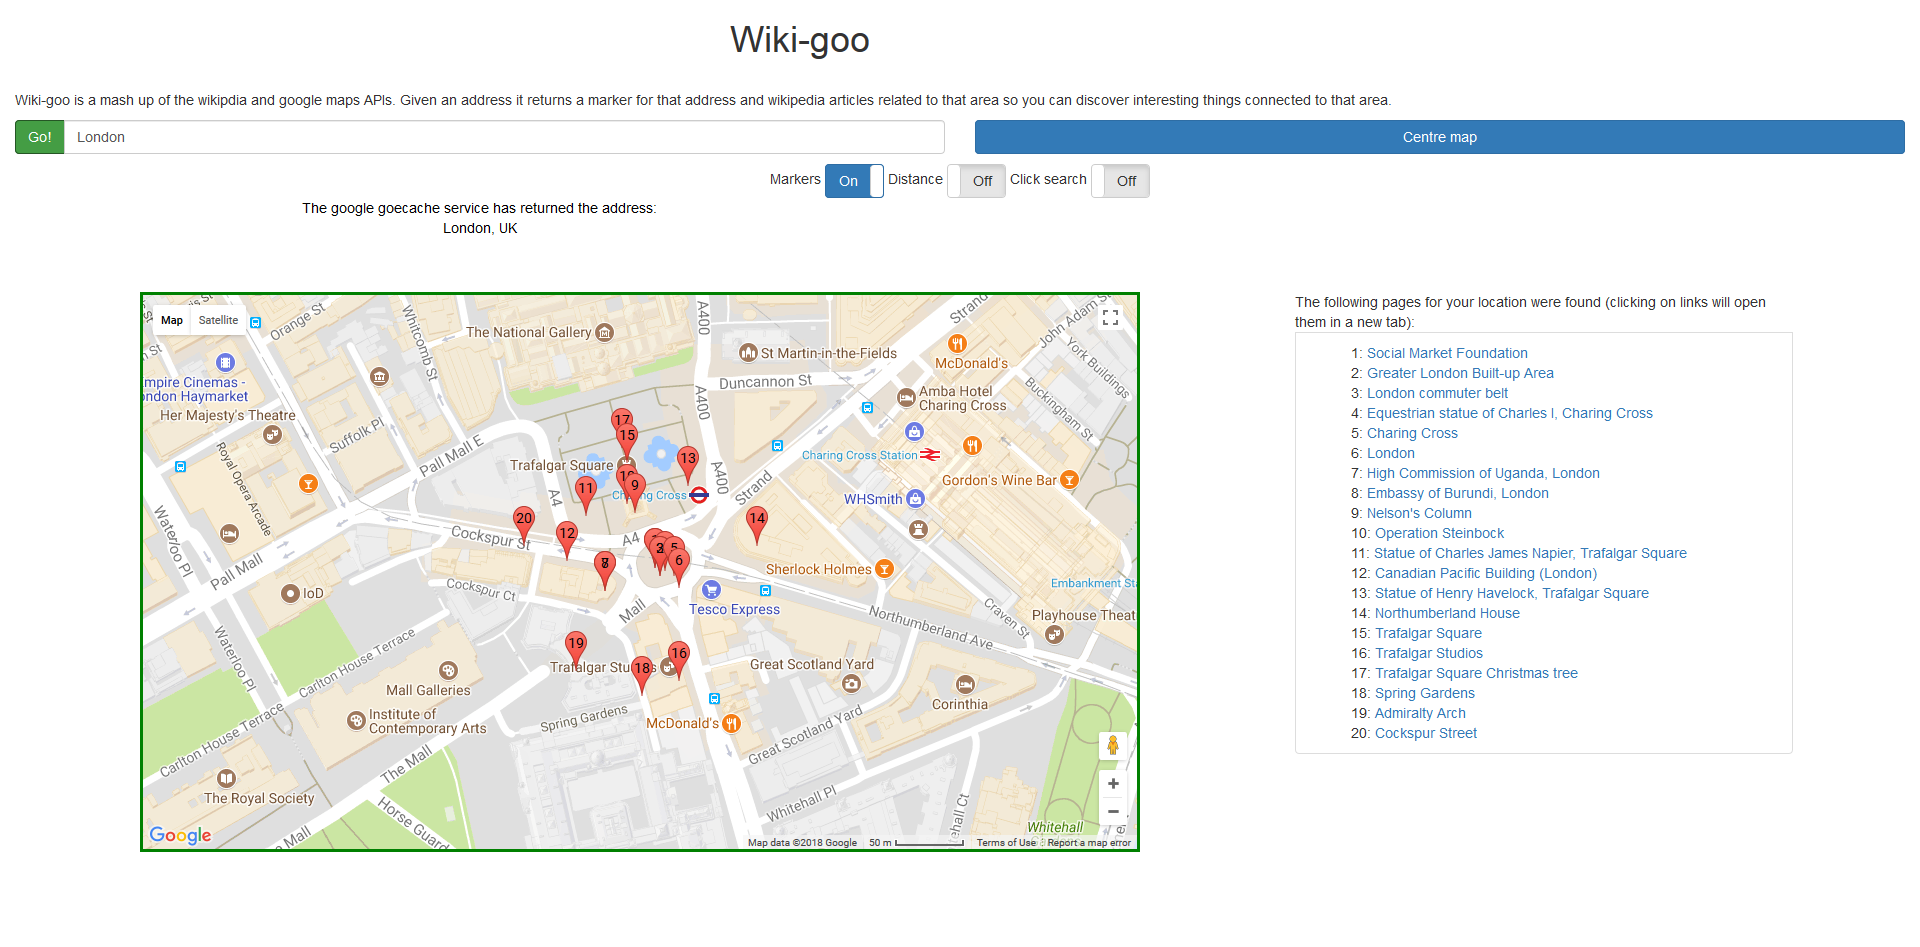 Wiki-goo
Wiki-goo is a mash up of the wikipdia and google maps APIs. Given an address it returns a marker for that address and wikipedia articles related to that area so you can discover interesting things connected to that area.
Go! London
Centre map
Markers On Distance Off Click search Off
The google goecache service has returned the address:
London, UK
Map Satellite
Orange St
Whitcomb St
The National Gallery
A400
St Martin-in-the-Fields
Duncannon St
A400
Strand
John Adam St
York Buildings
McDonald's
Buckingham St
Amba Hotel
Charing Cross
mpire Cinemas -
ondon Haymarket
Her Majesty's Theatre
Suffolk Pl
Royal Opera Arcade
Pall Mall E
17
15
13
Trafalgar Square
11
9
Charing Cross
A4
A400
Strand
Charing Cross Station
WHSmith
Gordon's Wine Bar
Waterloo Pl
Pall Mall
20
12
14
Cockspur St
A4
2
5
6
Sherlock Holmes
Embankment Sta
IoD
Cockspur Ct
Mall
Tesco Express
Northumberland Ave
Craven St
Playhouse Theat
Waterloo Pl
Carlton House Terrace
19
18
16
Great Scotland Yard
Mall Galleries
Institute of
Contemporary Arts
Spring Gardens
McDonald's
Corinthia
Great Scotland Yard
Carlton House Terrace
The Mall
The Royal Society
Horse Guard
Whitehall Pl
ehall Ct
Whitehall
Google
Map data ©2018 Google 50 m Terms of Use Report a map error
The following pages for your location were found (clicking on links will open
them in a new tab):
1: Social Market Foundation
2: Greater London Built-up Area
3: London commuter belt
4: Equestrian statue of Charles I, Charing Cross
5: Charing Cross
6: London
7: High Commission of Uganda, London
8: Embassy of Burundi, London
9: Nelson's Column
10: Operation Steinbock
11: Statue of Charles James Napier, Trafalgar Square
12: Canadian Pacific Building (London)
13: Statue of Henry Havelock, Trafalgar Square
14: Northumberland House
15: Trafalgar Square
16: Trafalgar Studios
17: Trafalgar Square Christmas tree
18: Spring Gardens
19: Admiralty Arch
20: Cockspur Street